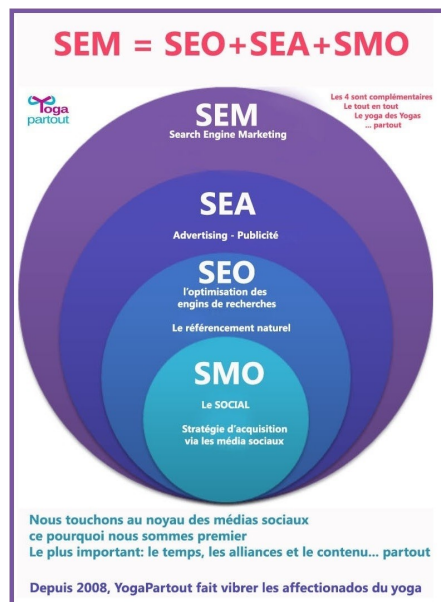 SEM = SEO+SEA+SMO
Yoga
partout
Les 4 sont complémentaires
Le tout en tout
Le yoga des Yogas
... partout
SEM
Search Engine Marketing
SEA
Advertising - Publicité
SEO
l'optimisation des
engins de recherches
Le référencement naturel
SMO
Le SOCIAL
Stratégie d'acquisition
via les média sociaux
Nous touchons au noyau des médias sociaux
ce pourquoi nous sommes premier
Le plus important: le temps, les alliances et le contenu... partout
Depuis 2008, YogaPartout fait vibrer les affectionados du yoga